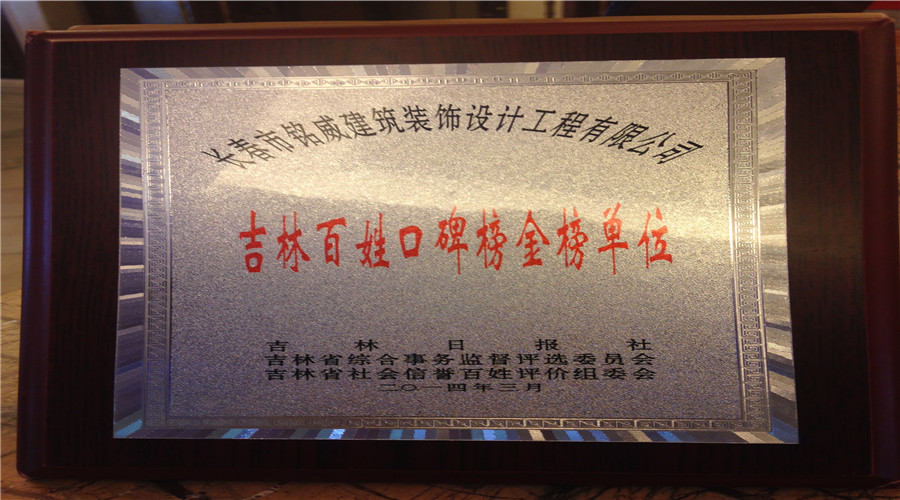 长春市铭威建筑装饰设计工程有限公司
吉林百姓口碑榜金榜单位
吉林日报社
吉林省综合事务监督评选委员会
吉林省社会信誉百姓评价组委会
二〇一四年三月